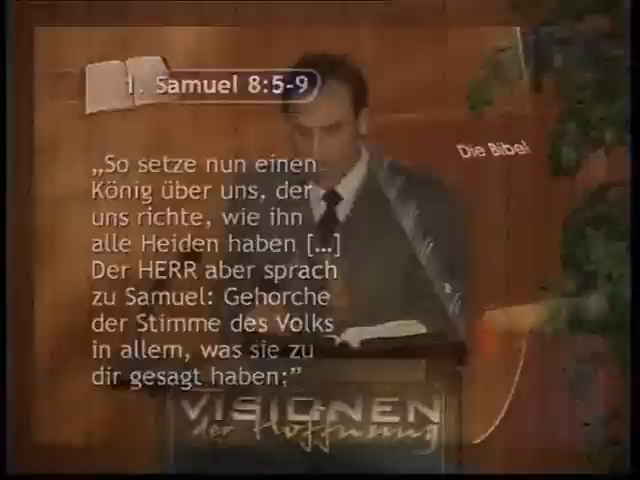 1. Samuel 8:5-9
Die Bibel
„So setze nun einen
König über uns, der
uns richte, wie ihn
alle Heiden haben [...]
Der HERR aber sprach
zu Samuel: Gehorche
der Stimme des Volks
in allem, was sie zu
dir gesagt haben;”
VISIONEN
der Hoffnung